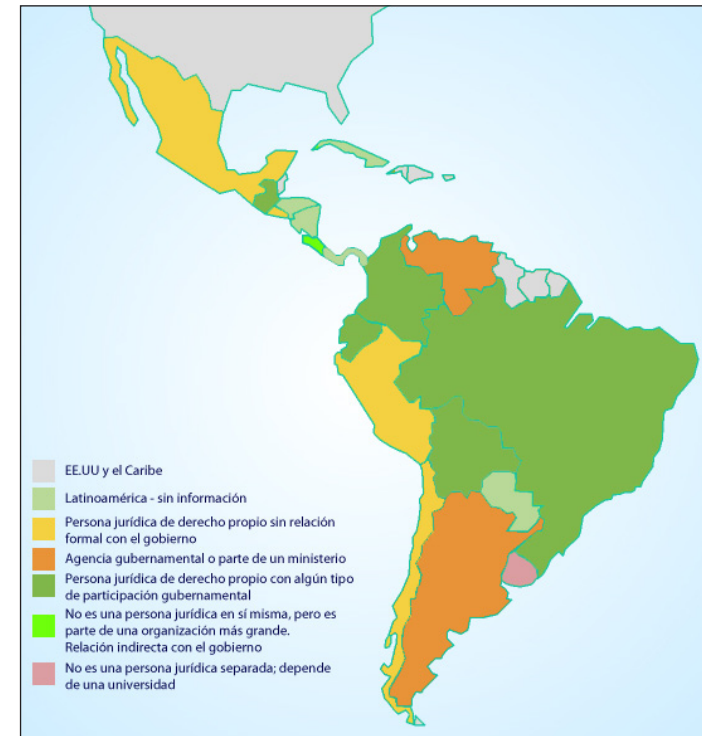 EE.UU y el Caribe
Latinoamérica - sin información
Persona jurídica de derecho propio sin relación
formal con el gobierno
Agencia gubernamental o parte de un ministerio
Persona jurídica de derecho propio con algún tipo
de participación gubernamental
No es una persona jurídica en sí misma, pero es
parte de una organización más grande.
Relación indirecta con el gobierno
No es una persona jurídica separada; depende
de una universidad